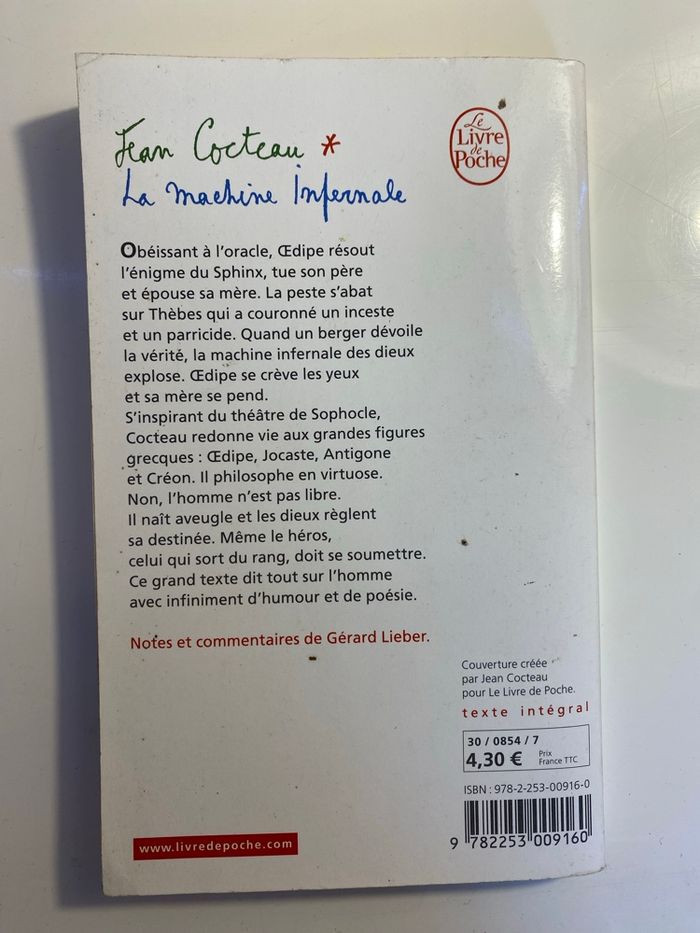 Jean Cocteau *
La machine Infernale
Le
Livre
de
Poche
Obéissant à l'oracle, Œdipe résout
l'énigme du Sphinx, tue son père
et épouse sa mère. La peste s'abat
sur Thèbes qui a couronné un inceste
et un parricide. Quand un berger dévoile
la vérité, la machine infernale des dieux
explose. Œdipe se crève les yeux
et sa mère se pend.
S'inspirant du théâtre de Sophocle,
Cocteau redonne vie aux grandes figures
grecques : Œdipe, Jocaste, Antigone
et Créon. Il philosophe en virtuose.
Non, l'homme n'est pas libre.
Il naît aveugle et les dieux règlent
sa destinée. Même le héros,
celui qui sort du rang, doit se soumettre.
Ce grand texte dit tout sur l'homme
avec infiniment d'humour et de poésie.
Notes et commentaires de Gérard Lieber.
Couverture créée
par Jean Cocteau
pour Le Livre de Poche.
texte intégral
30 / 0854 / 7
4,30 € Prix
France TTC
ISBN : 978-2-253-00916-0
9 782253 009160
www.livredepoche.com